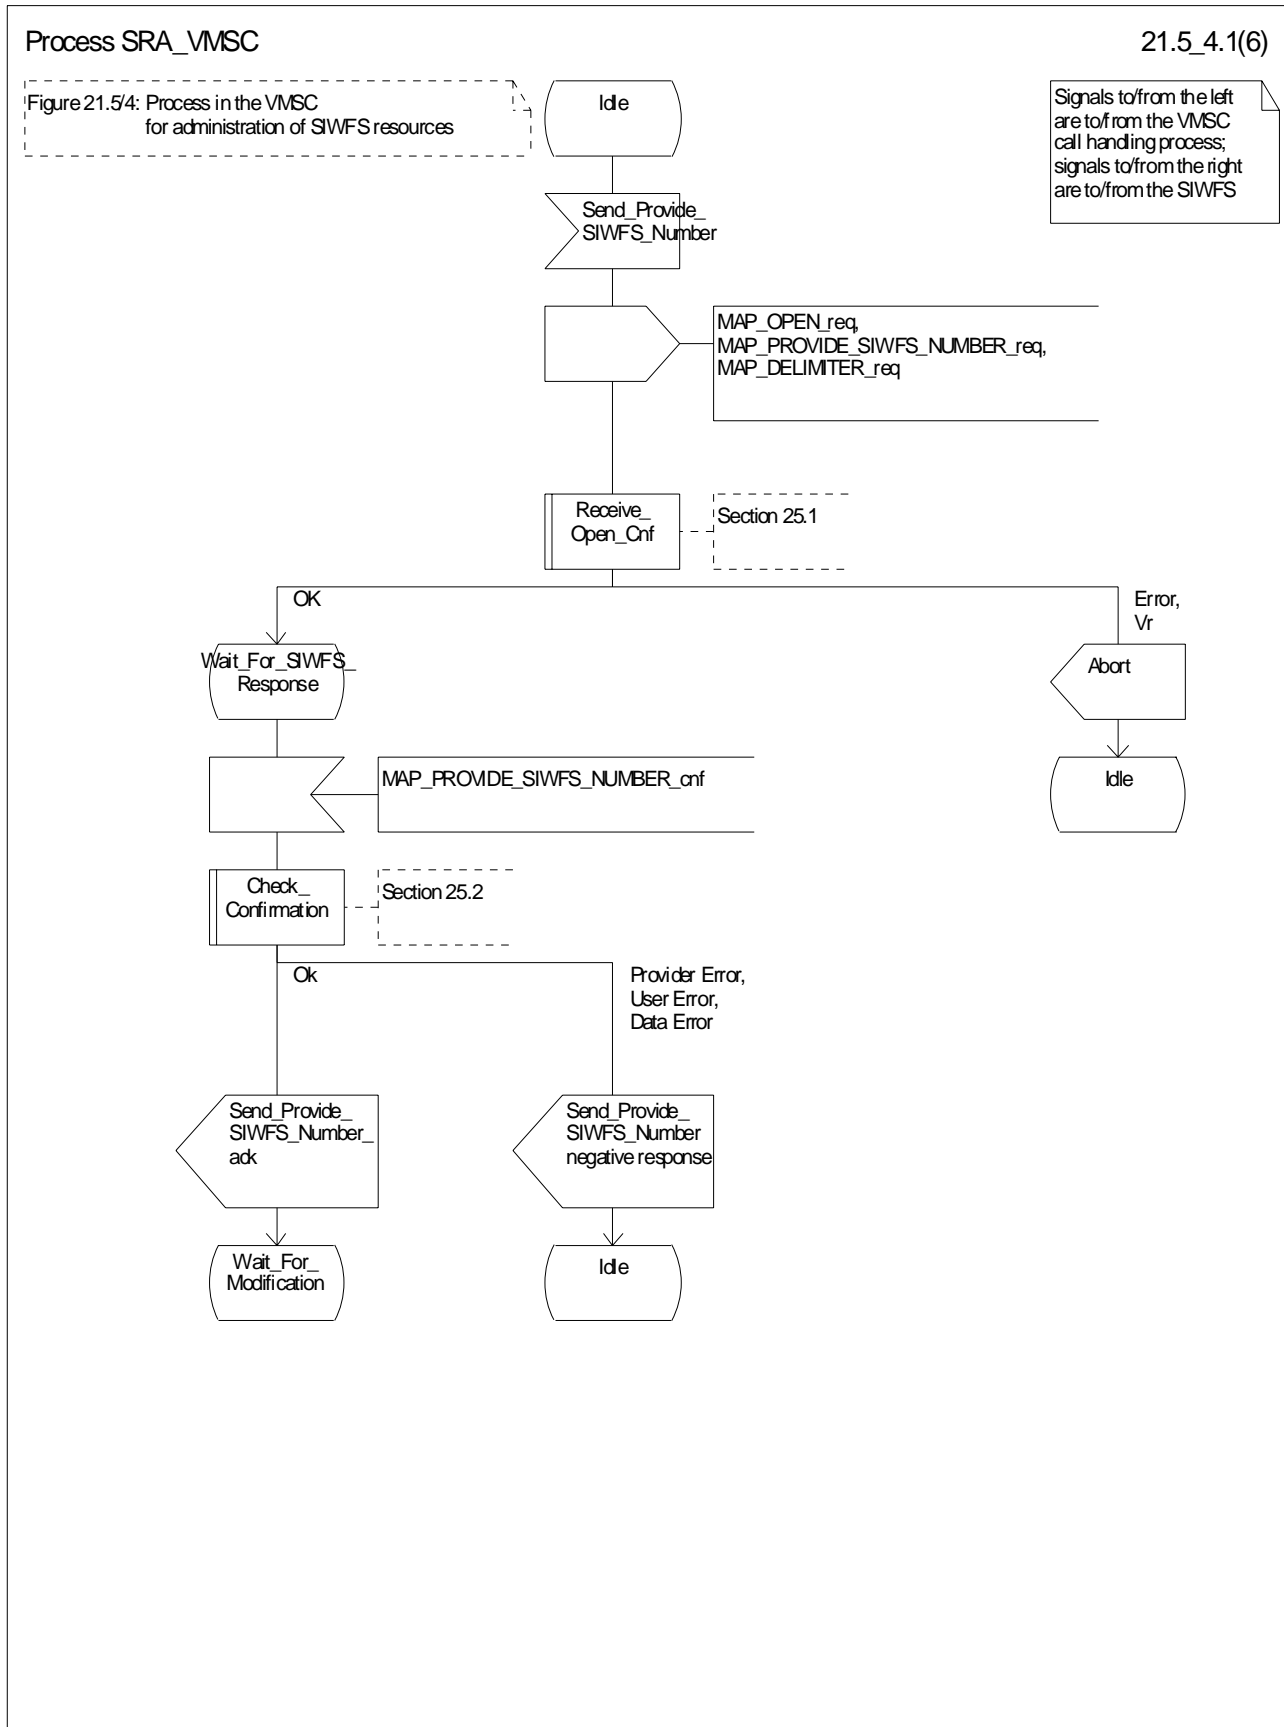 Process SRA_VMSC
21.5_4.1(6)
Figure 21.5/4: Process in the VMSC
for administration of SIWFS resources
Idle
Signals to/from the left
are to/from the VMSC
call handling process;
signals to/from the right
are to/from the SIWFS
Send_Provide_
SIWFS_Number
MAP_OPEN_req,
MAP_PROVIDE_SIWFS_NUMBER_req,
MAP_DELIMITER_req
Receive_
Open_Cnf
Section 25.1
OK
Error,
Vr
Wait_For_SIWFS_
Response
Abort
MAP_PROVIDE_SIWFS_NUMBER_cnf
Idle
Check_
Confirmation
Section 25.2
Ok
Provider Error,
User Error,
Data Error
Send_Provide_
SIWFS_Number_
ack
Send_Provide_
SIWFS_Number
negative response
Wait_For_
Modification
Idle